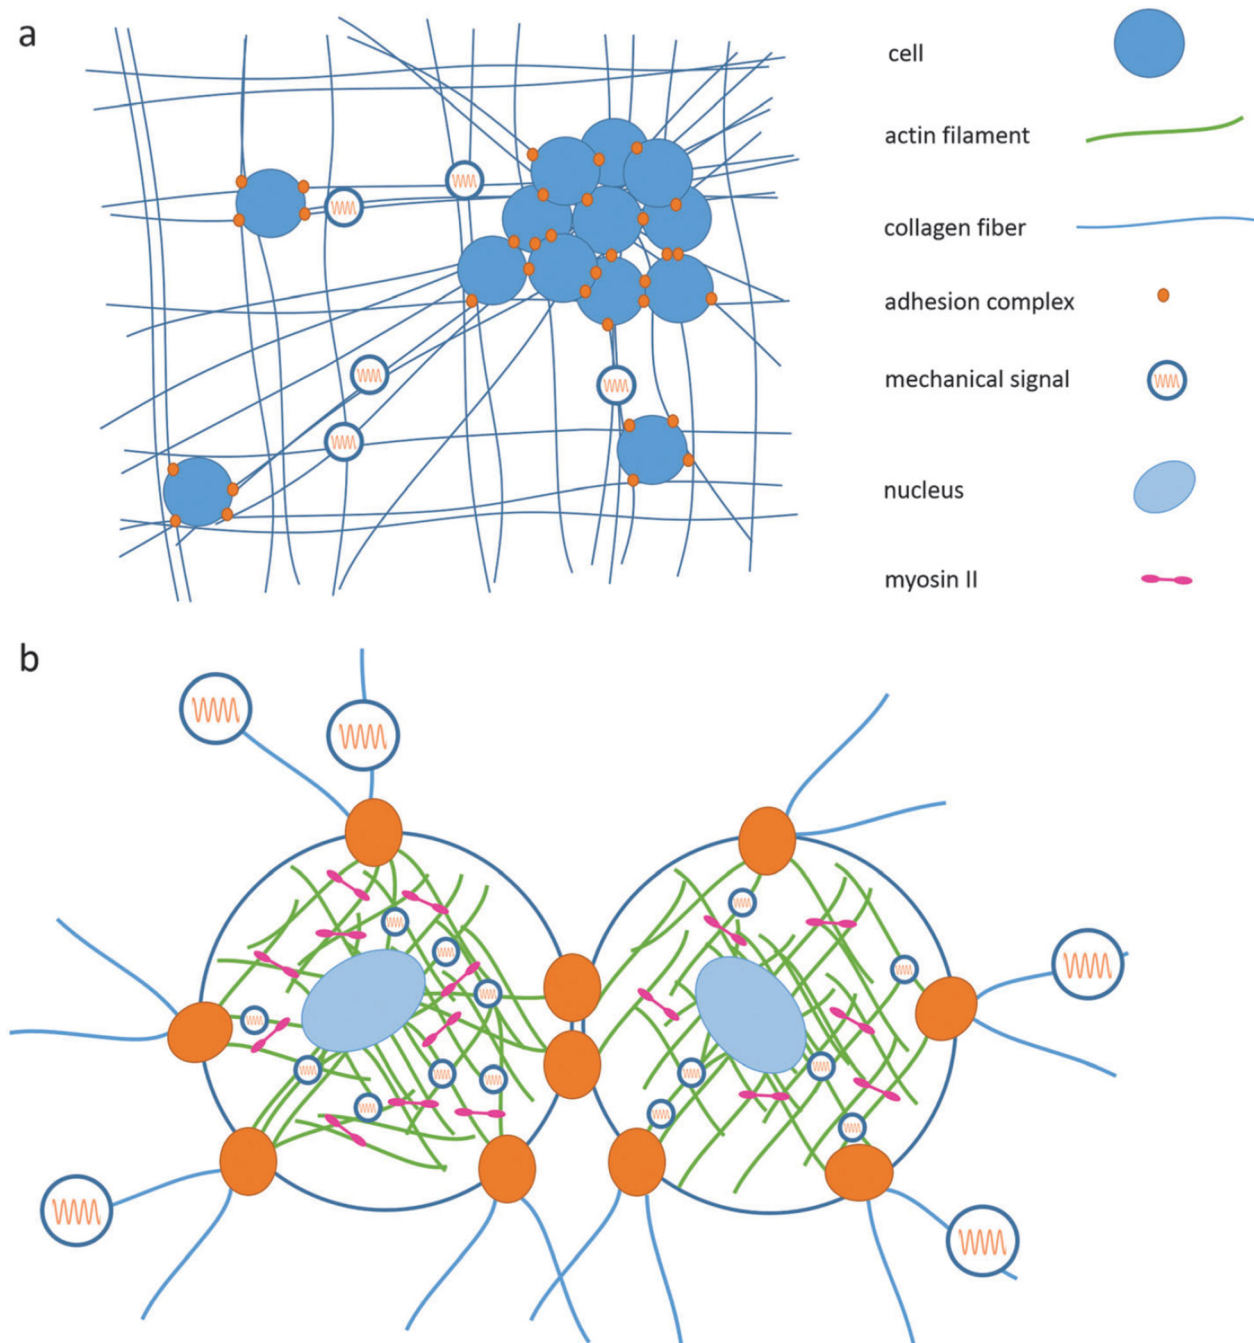 a
cell
actin filament
collagen fiber
adhesion complex
mechanical signal
nucleus
myosin II
b